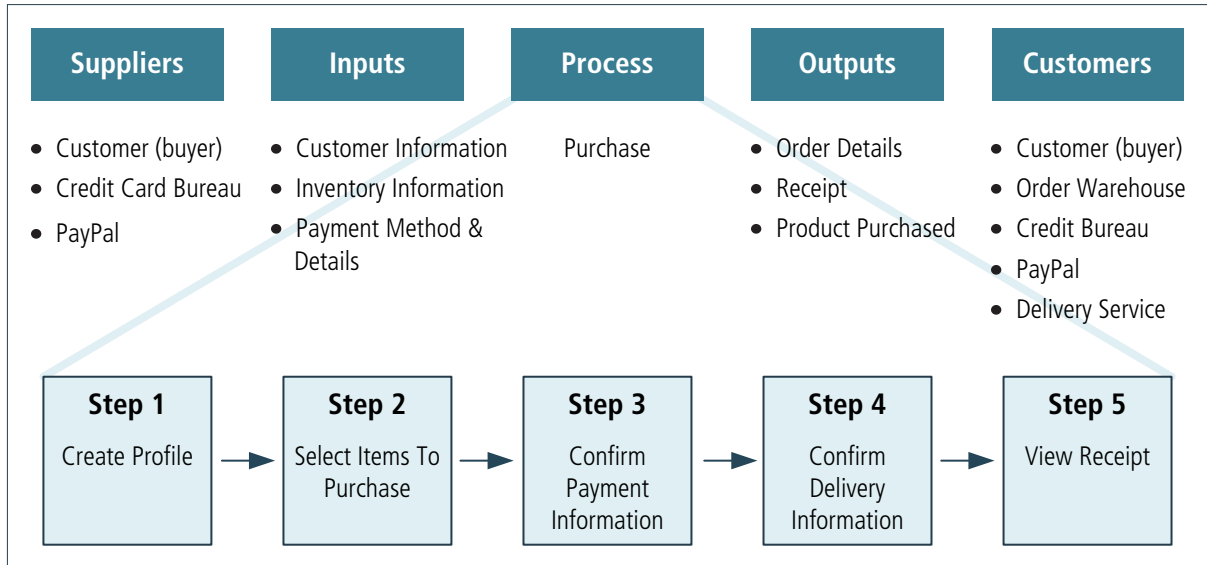 Suppliers
Inputs
Process
Outputs
Customers
• Customer (buyer)
• Credit Card Bureau
• PayPal
• Customer Information
• Inventory Information
• Payment Method &
Details
Purchase
• Order Details
• Receipt
• Product Purchased
• Customer (buyer)
• Order Warehouse
• Credit Bureau
• PayPal
• Delivery Service
Step 1
Create Profile
Step 2
Select Items To
Purchase
Step 3
Confirm
Payment
Information
Step 4
Confirm
Delivery
Information
Step 5
View Receipt